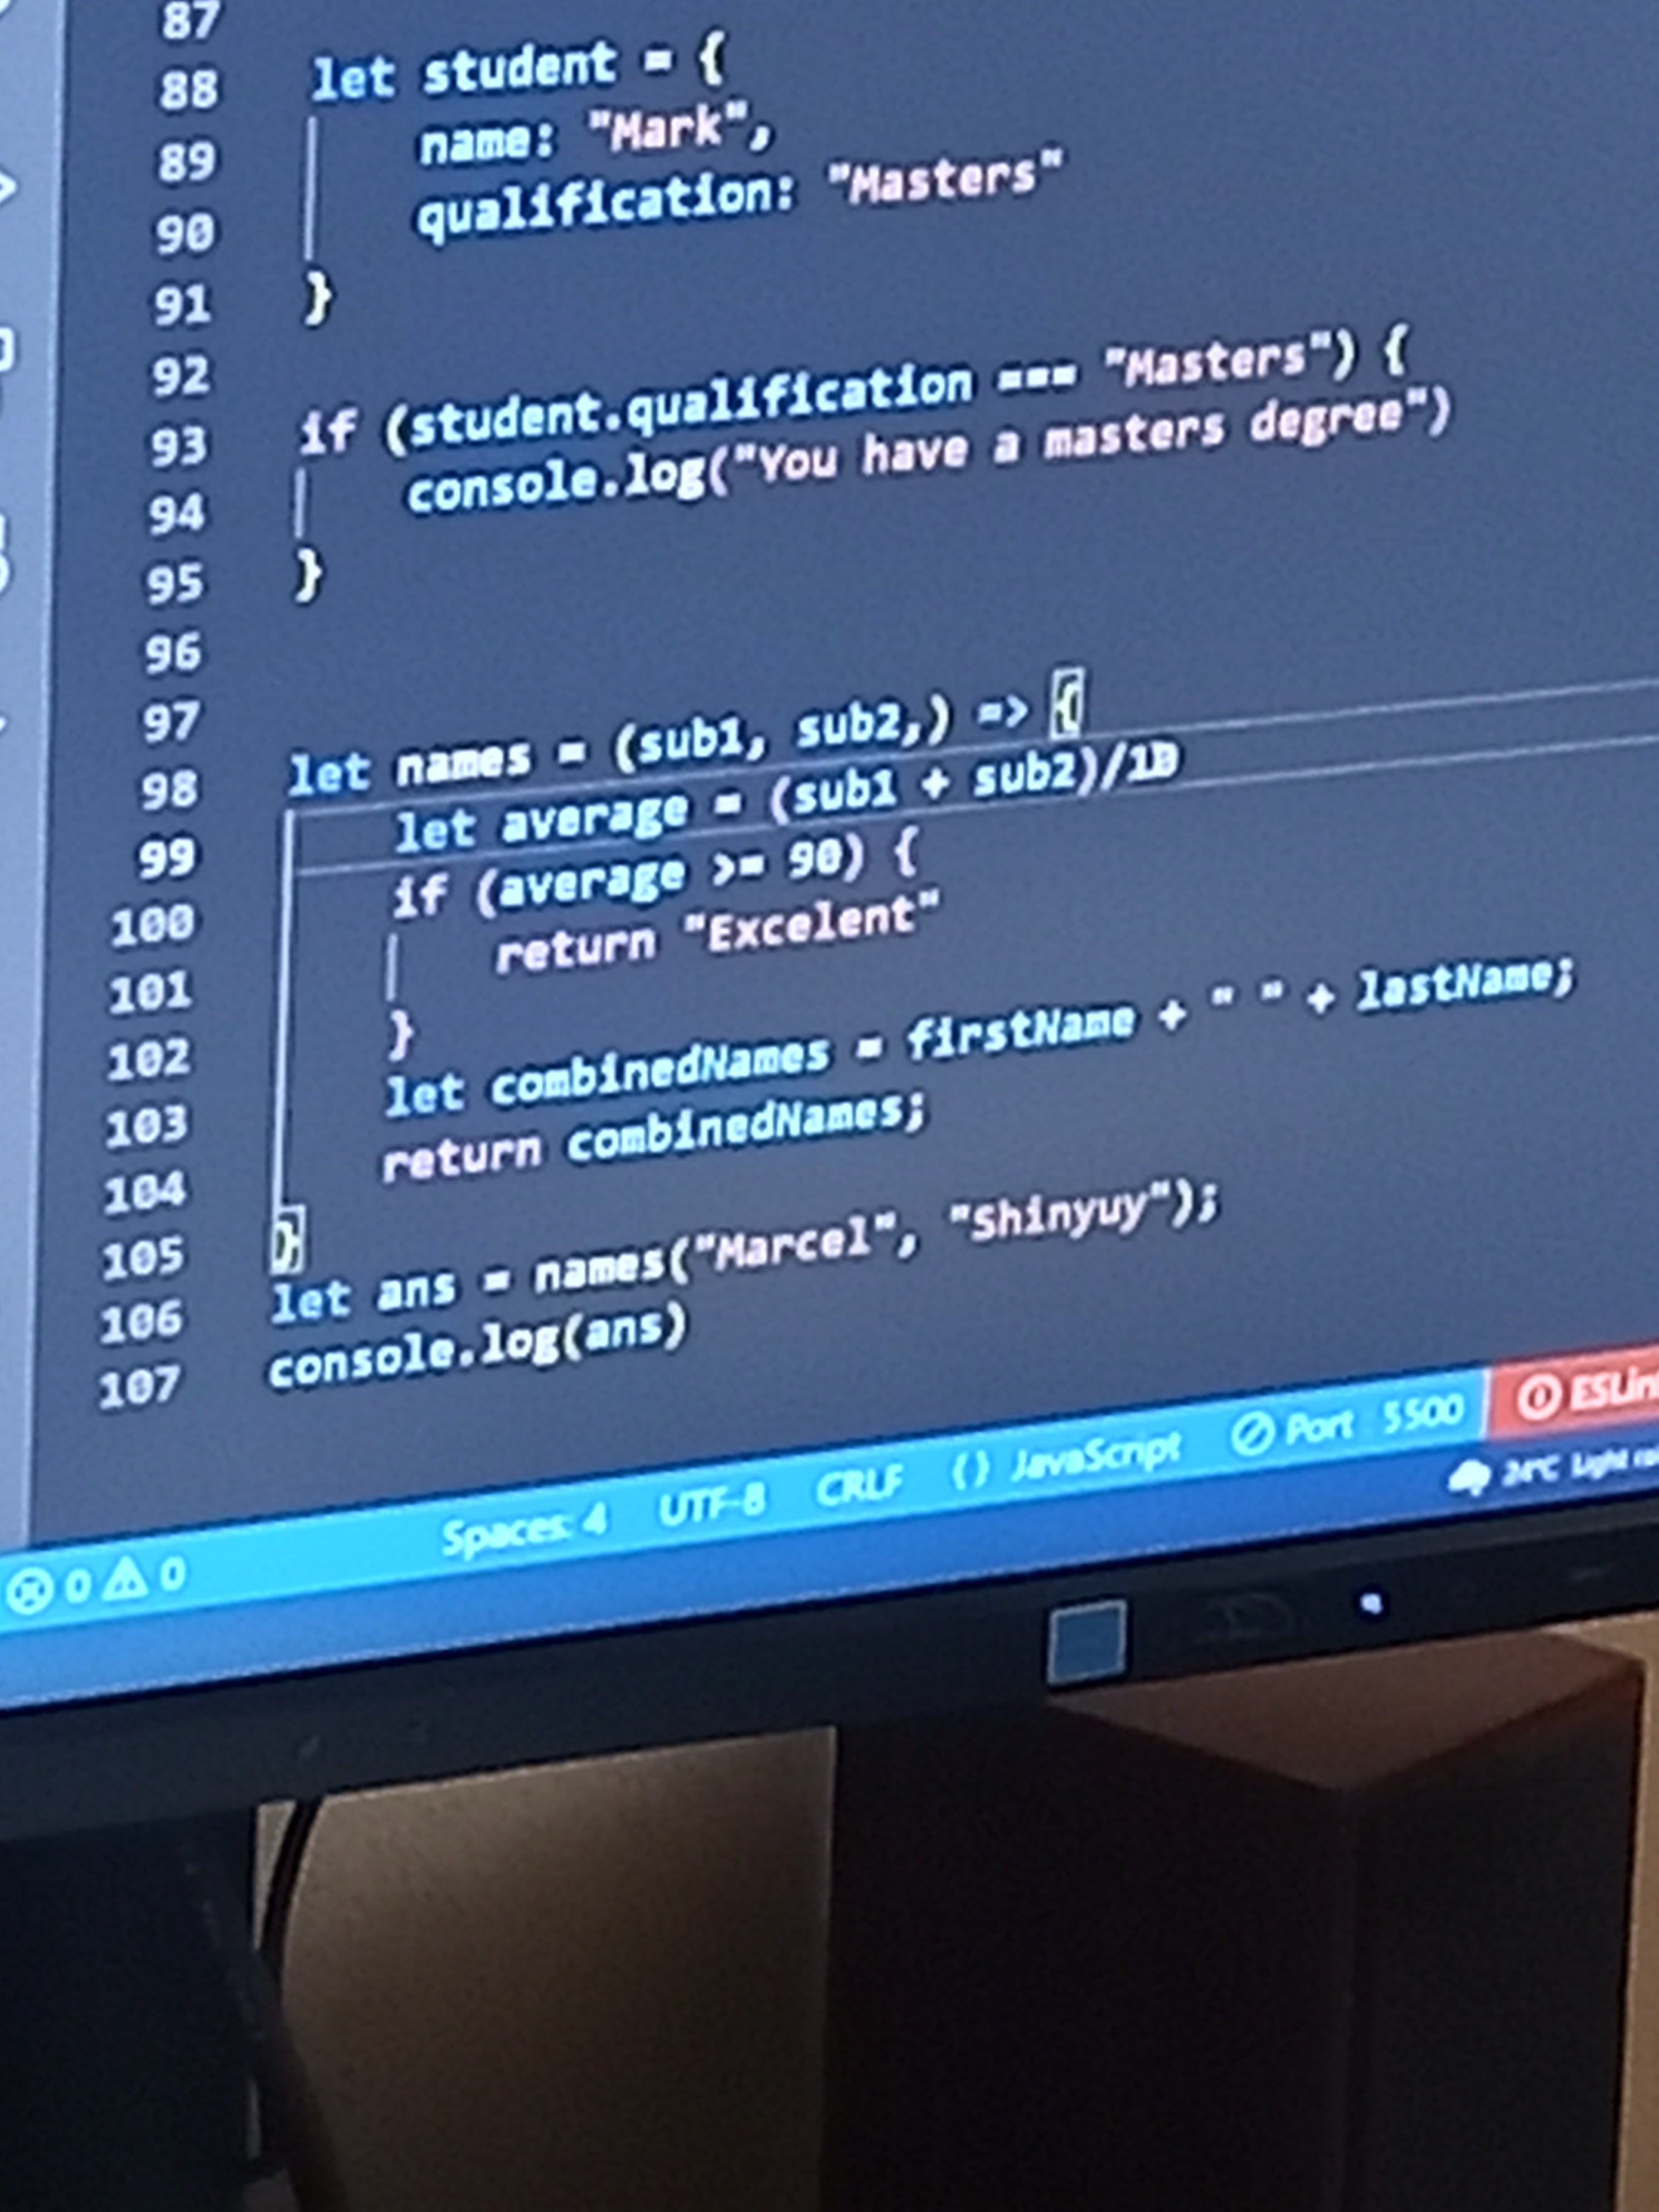 87
88 let student = {
89 name: "Mark",
90 qualification: "Masters"
91 }
92
93 if (student.qualification === "Masters") {
94 console.log("You have a masters degree")
95 }
96
97
98 let names = (sub1, sub2,) => {
99 let average = (sub1 + sub2)/10
100 if (average >= 90) {
101 return "Excelent"
102 }
103 let combinedNames = firstName + " " + lastName;
104 return combinedNames;
105 }
106 let ans = names("Marcel", "Shinyuy");
107 console.log(ans)
0 0 Spaces: 4 UTF-8 CRLF {} JavaScript Port : 5500 ESLin
24°C Light